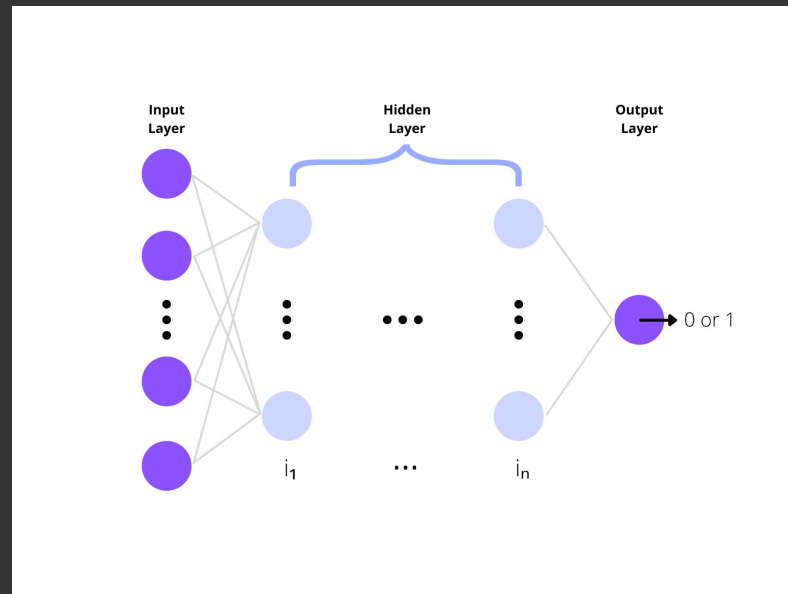 Input
Layer
Hidden
Layer
Output
Layer
0 or 1
i₁
...
iₙ